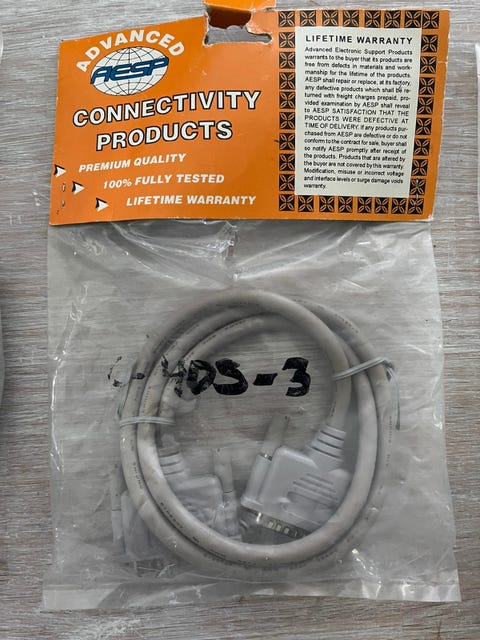 ADVANCED
AESP
CONNECTIVITY
PRODUCTS
PREMIUM QUALITY
100% FULLY TESTED
LIFETIME WARRANTY
LIFETIME WARRANTY
Advanced Electronic Support Products
warrants to the buyer that its products are
free from defects in materials and work-
manship for the lifetime of the products.
AESP shall repair or replace, at its factory,
any defective products which shall be re-
turned with freight charges prepaid, pro-
vided examination by AESP shall reveal
to AESP SATISFACTION THAT THE
PRODUCTS WERE DEFECTIVE AT
TIME OF DELIVERY. If any products pur-
chased from AESP are defective or do not
conform to the contract for sale, buyer shall
so notify AESP promptly after receipt of
the products. Products that are altered by
the buyer are not covered by this warranty.
Modification, misuse or incorrect voltage
and interface levels or surge damage voids
warranty.